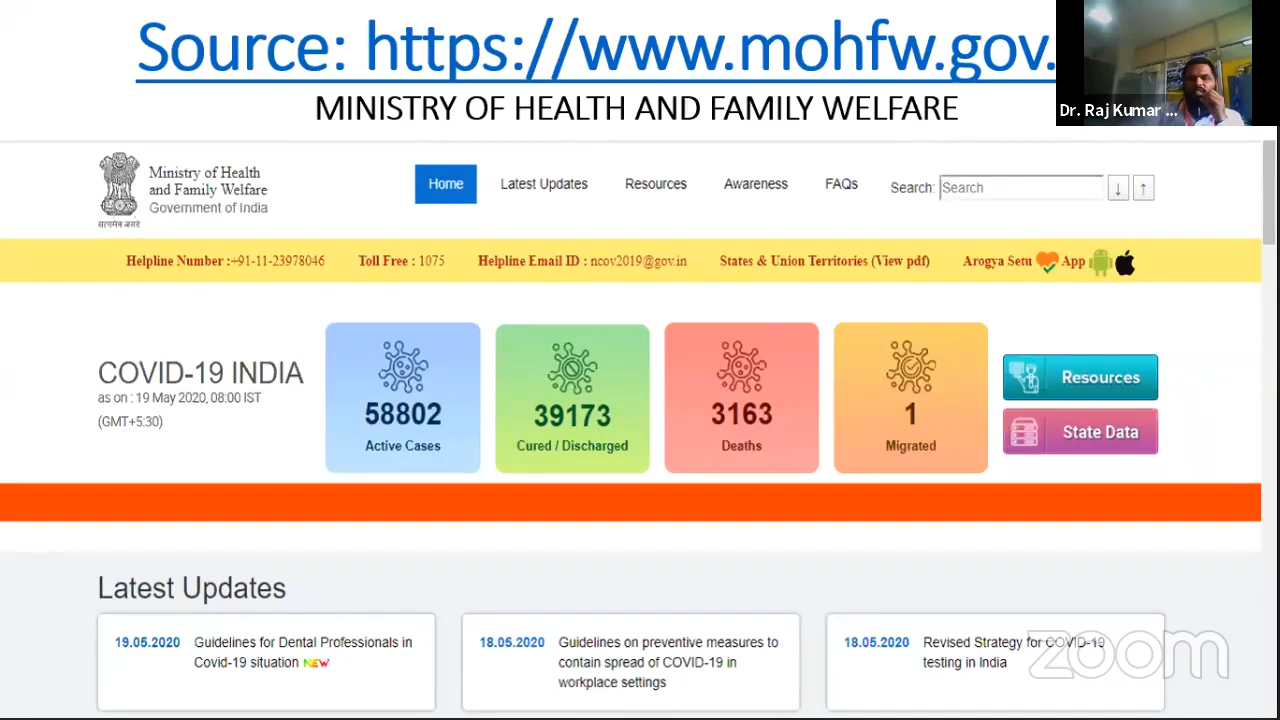 Source: https://www.mohfw.gov.
Dr. Raj Kumar ...
MINISTRY OF HEALTH AND FAMILY WELFARE
Ministry of Health
and Family Welfare
Government of India
सत्यमेव जयते
Home
Latest Updates
Resources
Awareness
FAQs
Search:
Search
↓ ↑
Helpline Number :+91-11-23978046
Toll Free : 1075
Helpline Email ID : ncov2019@gov.in
States & Union Territories (View pdf)
Arogya Setu App
COVID-19 INDIA
as on : 19 May 2020, 08:00 IST
(GMT+5:30)
58802
Active Cases
39173
Cured / Discharged
3163
Deaths
1
Migrated
Resources
State Data
Latest Updates
19.05.2020 Guidelines for Dental Professionals in
Covid-19 situation NEW
18.05.2020 Guidelines on preventive measures to
contain spread of COVID-19 in
workplace settings
18.05.2020 Revised Strategy for COVID-19
testing in India
zoom